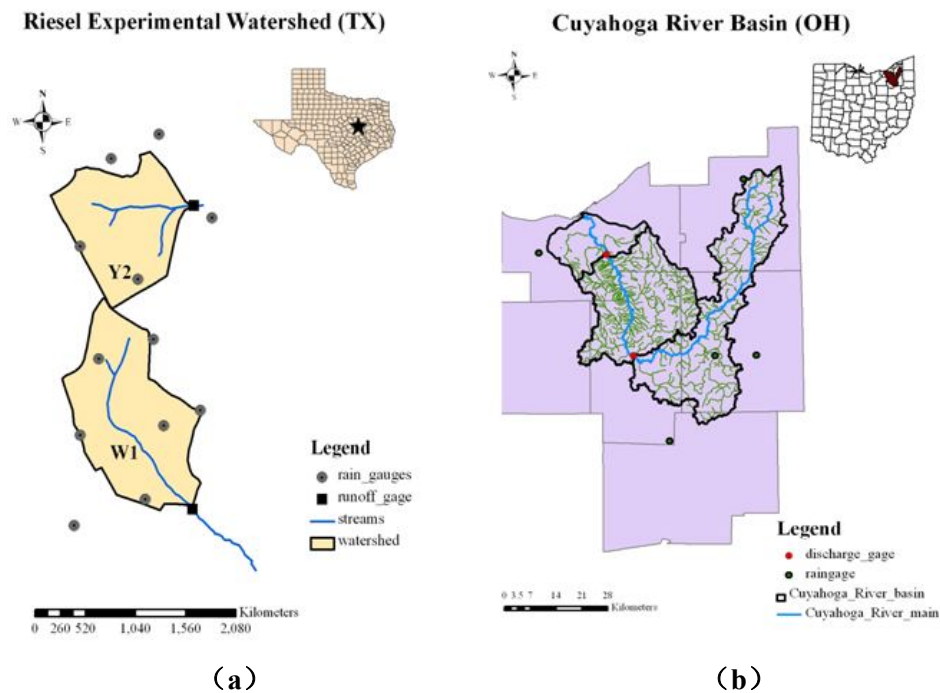 Riesel Experimental Watershed (TX)
N
W
E
S
Y2
W1
Legend
rain_gauges
runoff_gage
streams
watershed
Kilometers
0 260 520 1,040 1,560 2,080
(a)
Cuyahoga River Basin (OH)
N
W
E
S
Legend
discharge_gage
raingage
Cuyahoga_River_basin
Cuyahoga_River_main
Kilometers
0 3.5 7 14 21 28
(b)